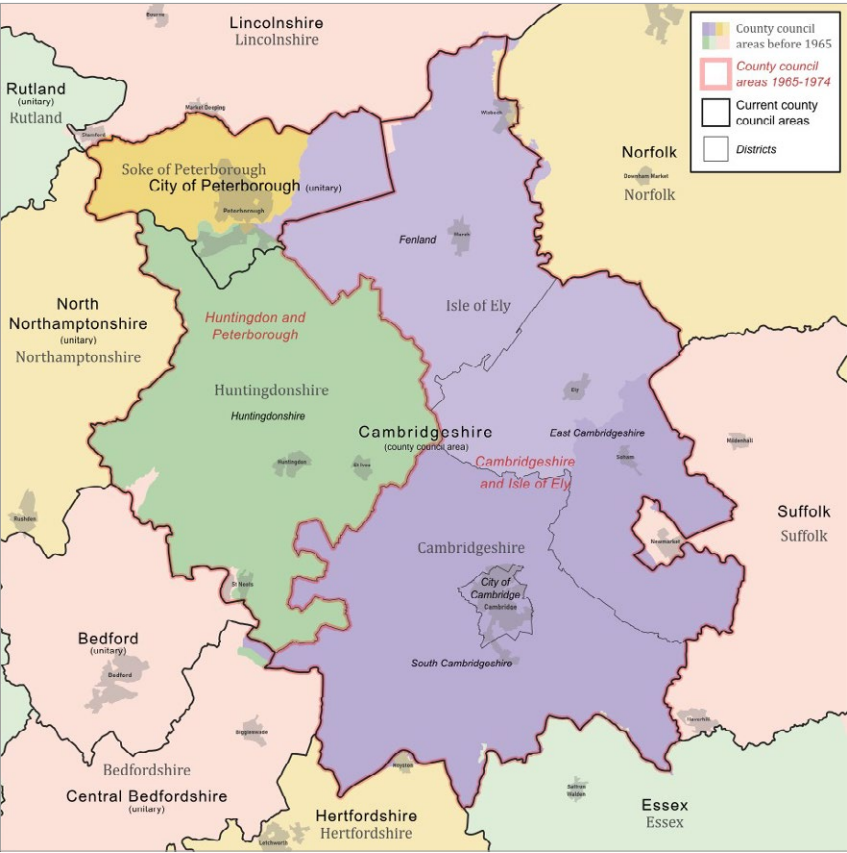 Lincolnshire
Lincolnshire
County council
areas before 1965
County council
areas 1965-1974
Current county
council areas
Districts
Bourne
Rutland
(unitary)
Rutland
Market Deeping
Stamford
Wisbech
Norfolk
Downham Market
Norfolk
Soke of Peterborough
City of Peterborough (unitary)
Peterborough
Fenland
March
North
Northamptonshire
(unitary)
Northamptonshire
Huntingdon and
Peterborough
Isle of Ely
Huntingdonshire
Huntingdonshire
Ely
Cambridgeshire
(county council area)
East Cambridgeshire
Mildenhall
Soham
Huntingdon
St Ives
Cambridgeshire
and Isle of Ely
Rushden
Suffolk
Suffolk
Newmarket
Cambridgeshire
City of
Cambridge
Cambridge
St Neots
Bedford
(unitary)
Bedford
South Cambridgeshire
Haverhill
Biggleswade
Royston
Bedfordshire
Central Bedfordshire
(unitary)
Saffron
Walden
Essex
Essex
Hertfordshire
Hertfordshire
Letchworth